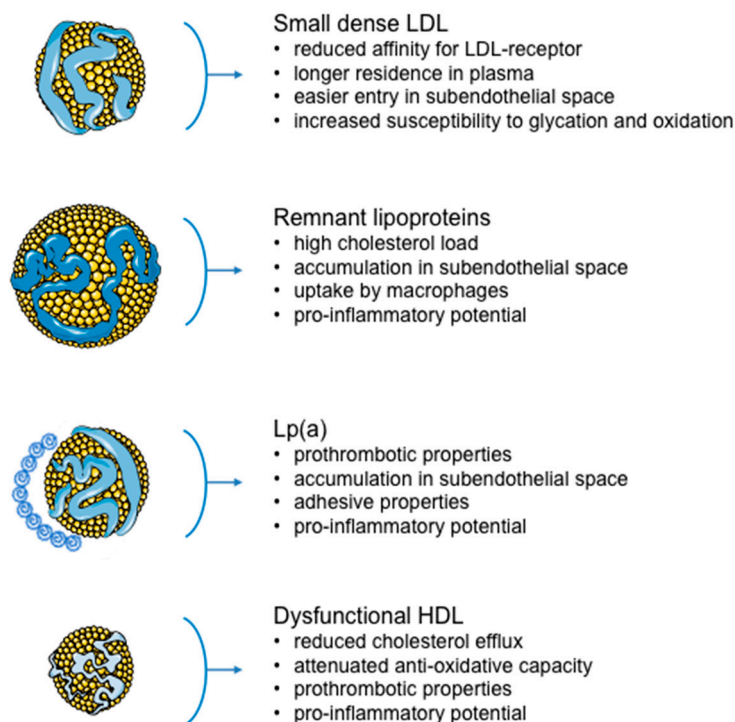 Small dense LDL
• reduced affinity for LDL-receptor
• longer residence in plasma
• easier entry in subendothelial space
• increased susceptibility to glycation and oxidation
Remnant lipoproteins
• high cholesterol load
• accumulation in subendothelial space
• uptake by macrophages
• pro-inflammatory potential
Lp(a)
• prothrombotic properties
• accumulation in subendothelial space
• adhesive properties
• pro-inflammatory potential
Dysfunctional HDL
• reduced cholesterol efflux
• attenuated anti-oxidative capacity
• prothrombotic properties
• pro-inflammatory potential